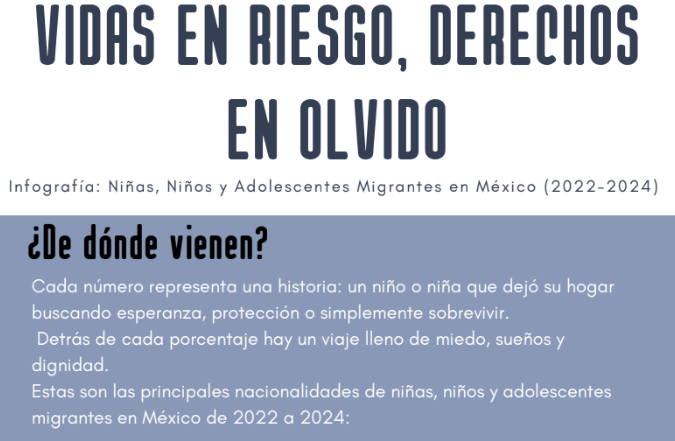 VIDAS EN RIESGO, DERECHOS
EN OLVIDO
Infografía: Niñas, Niños y Adolescentes Migrantes en México (2022-2024)
¿De dónde vienen?
Cada número representa una historia: un niño o niña que dejó su hogar
buscando esperanza, protección o simplemente sobrevivir.
Detrás de cada porcentaje hay un viaje lleno de miedo, sueños y
dignidad.
Estas son las principales nacionalidades de niñas, niños y adolescentes
migrantes en México de 2022 a 2024: